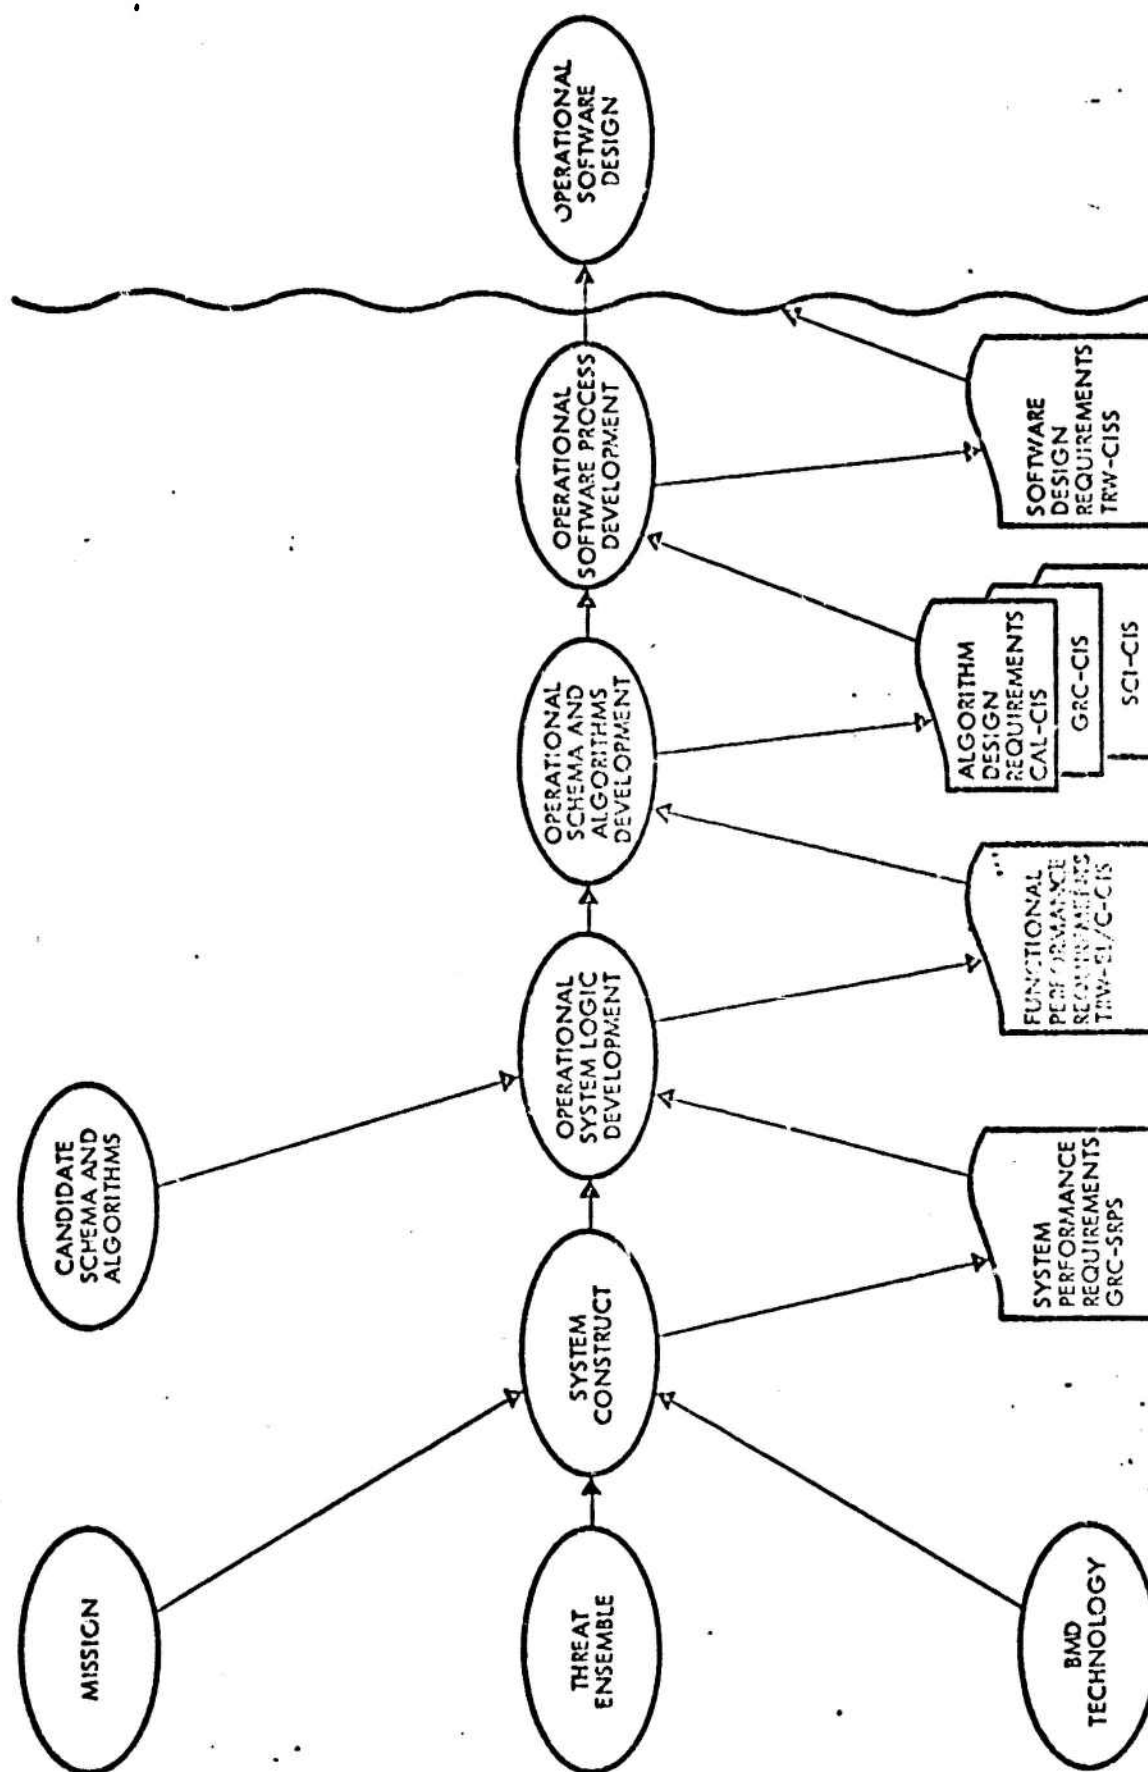 MISSION
THREAT
ENSEMBLE
BMD
TECHNOLOGY
SYSTEM
CONSTRUCT
CANDIDATE
SCHEMA AND
ALGORITHMS
SYSTEM
PERFORMANCE
REQUIREMENTS
GRC-SRPS
OPERATIONAL
SYSTEM LOGIC
DEVELOPMENT
FUNCTIONAL
PERFORMANCE
REQUIREMENTS
OPERATIONAL
SCHEMA AND
ALGORITHMS
DEVELOPMENT
ALGORITHM
DESIGN
REQUIREMENTS
CAL-CIS
GRC-CIS
SCI-CIS
OPERATIONAL
SOFTWARE PROCESS
DEVELOPMENT
SOFTWARE
DESIGN
REQUIREMENTS
TRW-CISS
OPERATIONAL
SOFTWARE
DESIGN